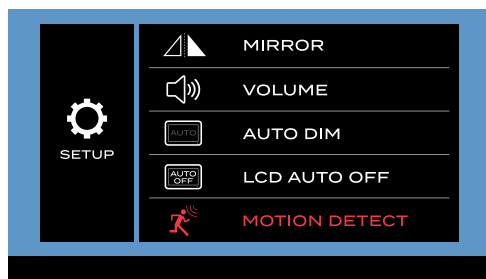 SETUP
MIRROR
VOLUME
AUTO
AUTO DIM
AUTO
OFF
LCD AUTO OFF
MOTION DETECT